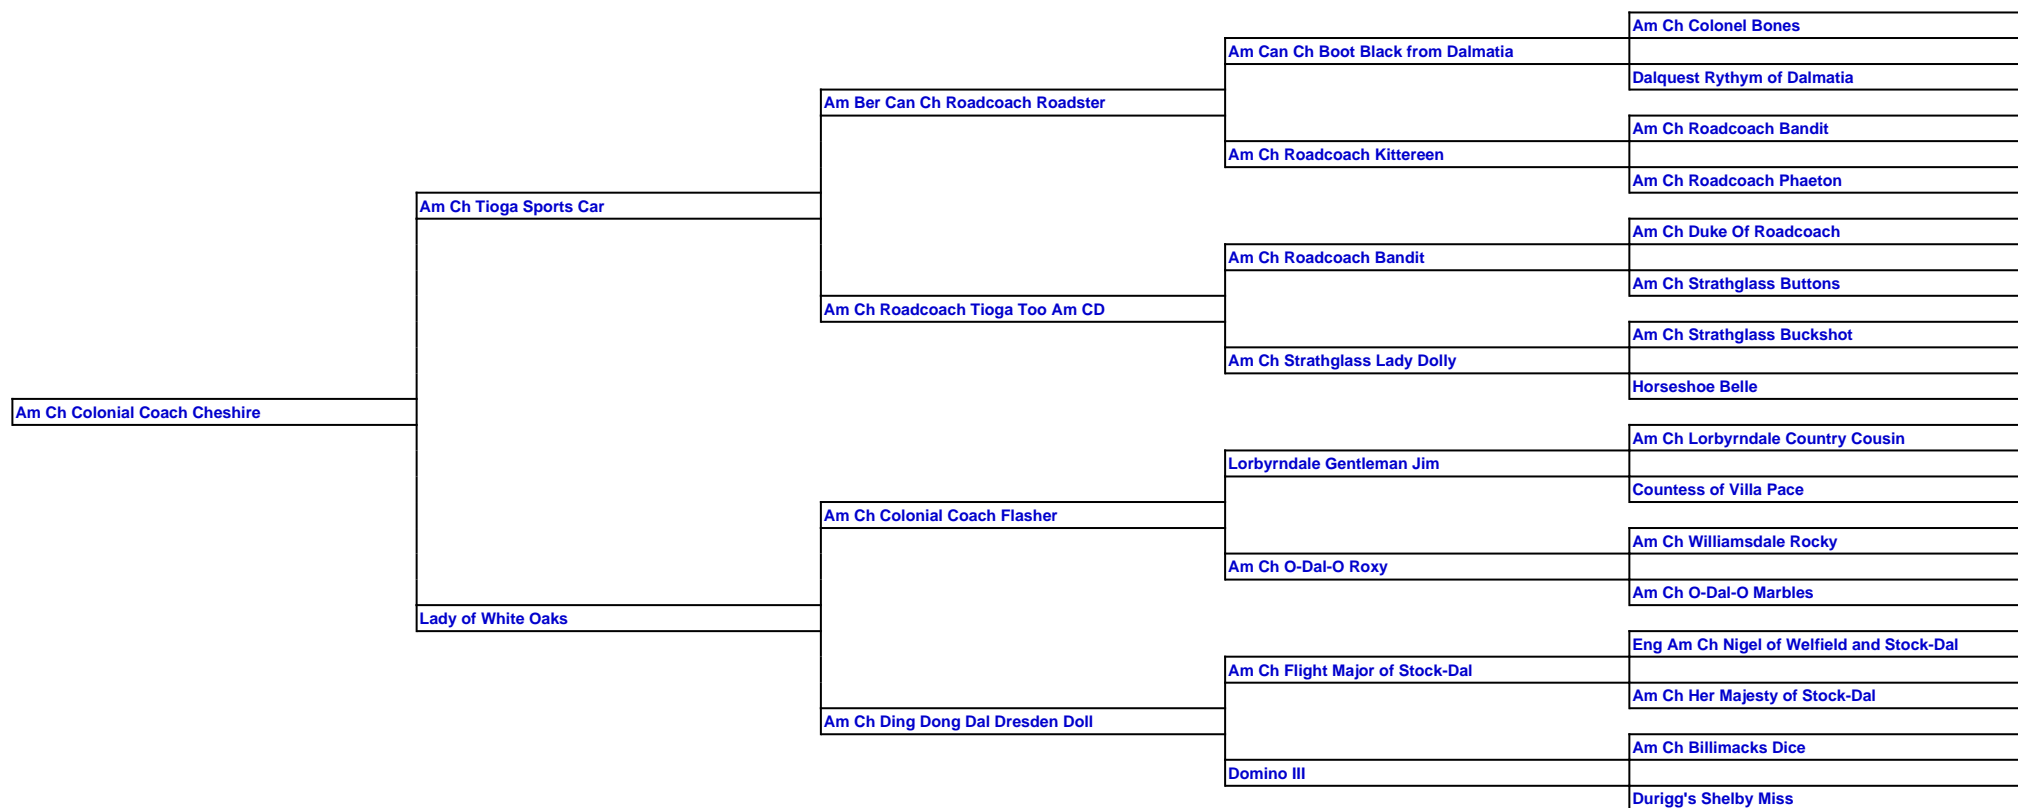 Am Ch Colonel Bones
Am Can Ch Boot Black from Dalmatia
Dalquest Rythym of Dalmatia
Am Ber Can Ch Roadcoach Roadster
Am Ch Roadcoach Bandit
Am Ch Roadcoach Kittereen
Am Ch Roadcoach Phaeton
Am Ch Tioga Sports Car
Am Ch Duke Of Roadcoach
Am Ch Roadcoach Bandit
Am Ch Strathglass Buttons
Am Ch Roadcoach Tioga Too Am CD
Am Ch Strathglass Buckshot
Am Ch Strathglass Lady Dolly
Horseshoe Belle
Am Ch Colonial Coach Cheshire
Am Ch Lorbyrndale Country Cousin
Lorbyrndale Gentleman Jim
Countess of Villa Pace
Am Ch Colonial Coach Flasher
Am Ch Williamsdale Rocky
Am Ch O-Dal-O Roxy
Am Ch O-Dal-O Marbles
Lady of White Oaks
Eng Am Ch Nigel of Welfield and Stock-Dal
Am Ch Flight Major of Stock-Dal
Am Ch Her Majesty of Stock-Dal
Am Ch Ding Dong Dal Dresden Doll
Am Ch Billimacks Dice
Domino III
Durigg's Shelby Miss